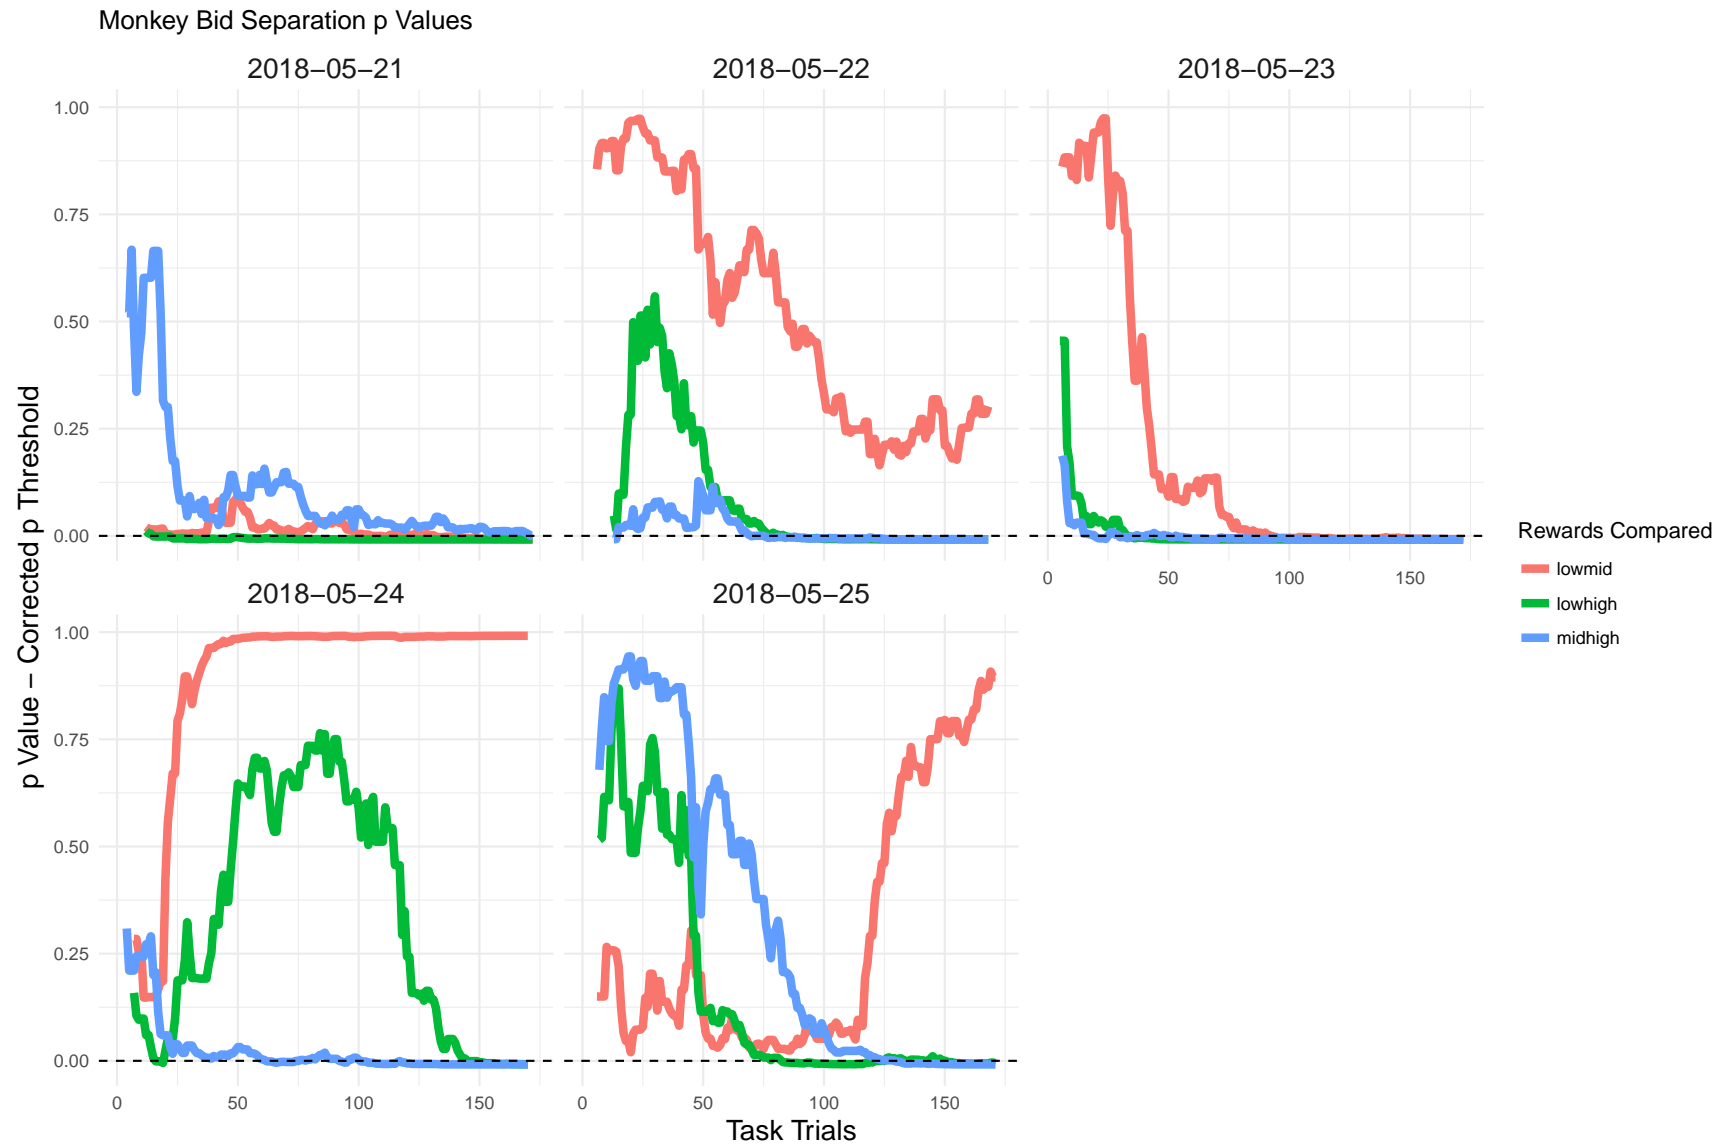 Monkey Bid Separation p Values
2018−05−21
2018−05−22
2018−05−23
1.00
0.75
0.50
0.25
0.00
0 50 100 150
p Value − Corrected p Threshold
Rewards Compared
lowmid
lowhigh
midhigh
2018−05−24
2018−05−25
1.00
0.75
0.50
0.25
0.00
0 50 100 150
0 50 100 150
Task Trials